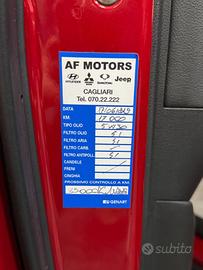 AF MOTORS
HYUNDAI
Jeep
CAGLIARI
Tel. 070.22.222
DATA
KM. 17000
TIPO OLIO 5W30
FILTRO OLIO SI
FILTRO ARIA SI
FILTRO CARB.
FILTRO ANTIPOLL. SI
CANDELE
FRENI
CINGHIA
PROSSIMO CONTROLLO A KM.
GENART
subito